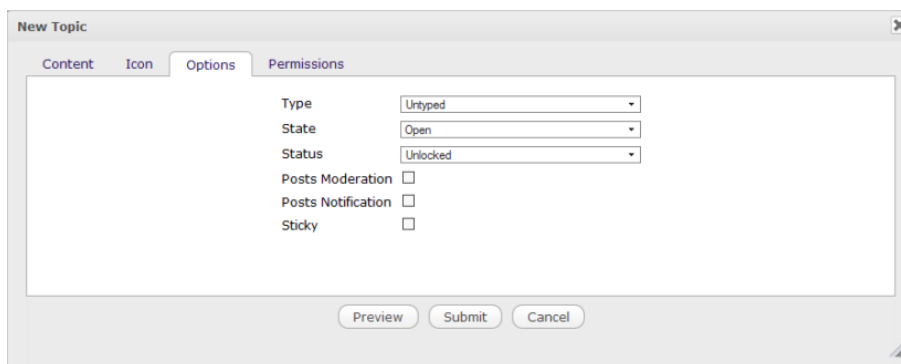 New Topic
Content Icon Options Permissions
Type Untyped
State Open
Status Unlocked
Posts Moderation
Posts Notification
Sticky
Preview Submit Cancel